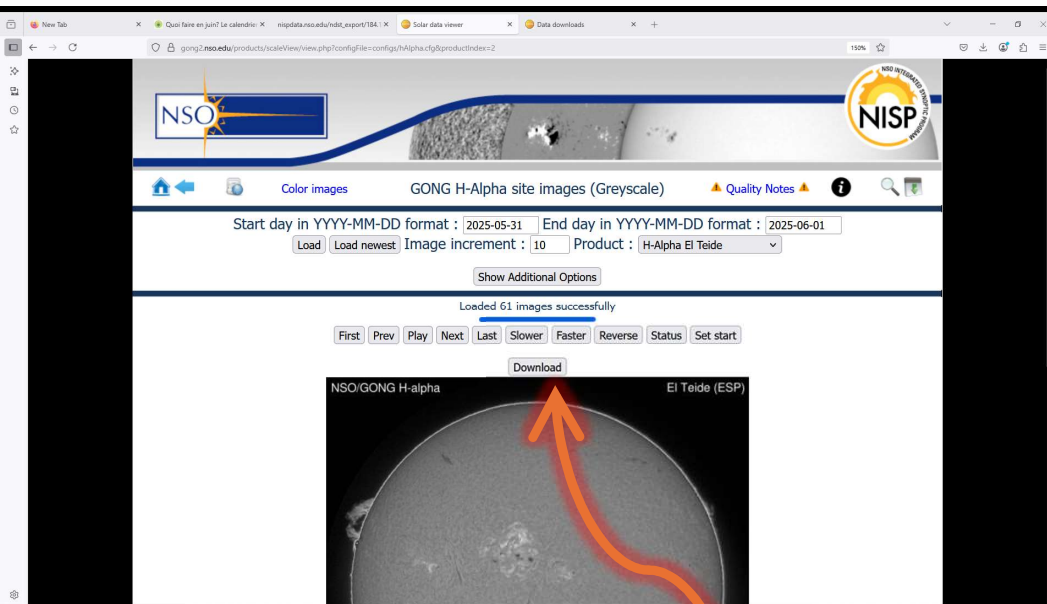 New Tab
Quoi faire en juin? Le calendrie
nispdata.nso.edu/ndst_export/184.1
Solar data viewer
Data downloads
gong2.nso.edu/products/scaleView/view.php?configFile=configs/hAlpha.cfg&productIndex=2
150%
NSO
NSO INTEGRATED SYNOPTIC PROGRAM
NISP
Color images
GONG H-Alpha site images (Greyscale)
Quality Notes
Start day in YYYY-MM-DD format : 2025-05-31 End day in YYYY-MM-DD format : 2025-06-01
Load Load newest Image increment : 10 Product : H-Alpha El Teide
Show Additional Options
Loaded 61 images successfully
First Prev Play Next Last Slower Faster Reverse Status Set start
Download
NSO/GONG H-alpha
El Teide (ESP)